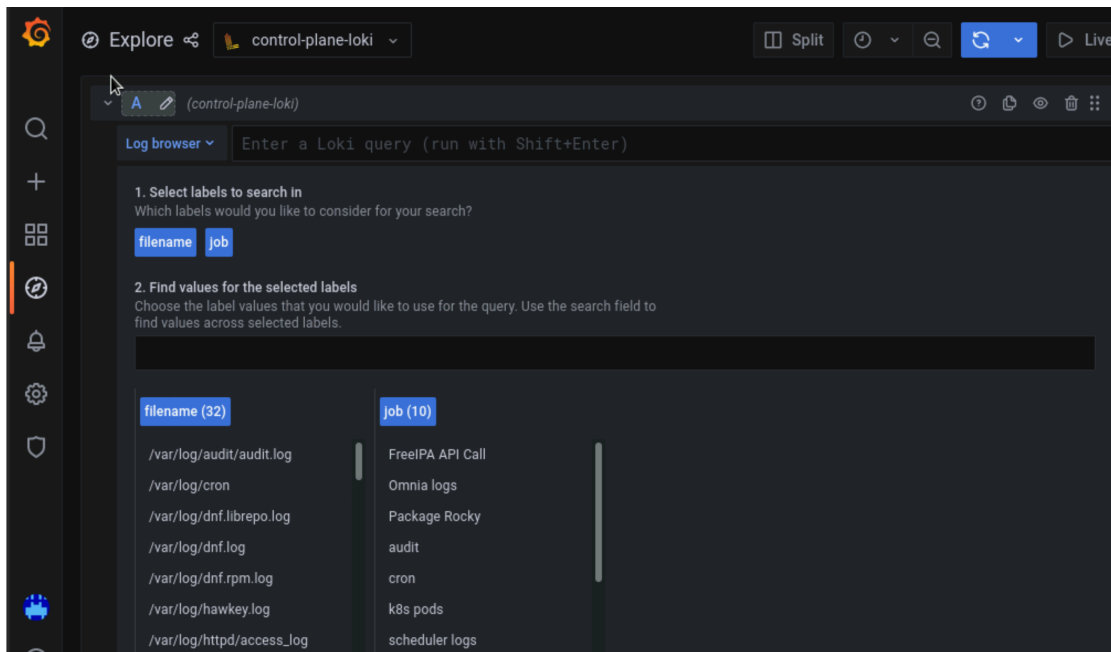 Explore
control-plane-loki
Split
Live
A (control-plane-loki)
Log browser
Enter a Loki query (run with Shift+Enter)
1. Select labels to search in
Which labels would you like to consider for your search?
filename job
2. Find values for the selected labels
Choose the label values that you would like to use for the query. Use the search field to
find values across selected labels.
filename (32)
/var/log/audit/audit.log
/var/log/cron
/var/log/dnf.librepo.log
/var/log/dnf.log
/var/log/dnf.rpm.log
/var/log/hawkey.log
/var/log/httpd/access_log
job (10)
FreeIPA API Call
Omnia logs
Package Rocky
audit
cron
k8s pods
scheduler logs